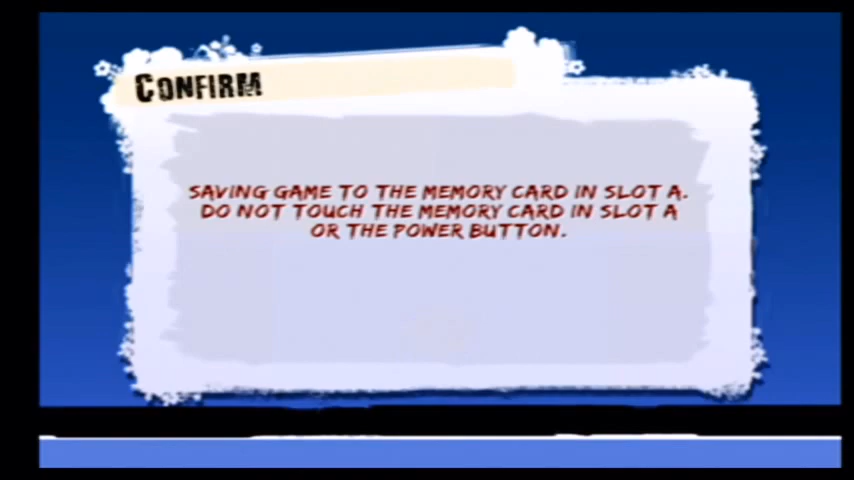 CONFIRM
SAVING GAME TO THE MEMORY CARD IN SLOT A.
DO NOT TOUCH THE MEMORY CARD IN SLOT A
OR THE POWER BUTTON.